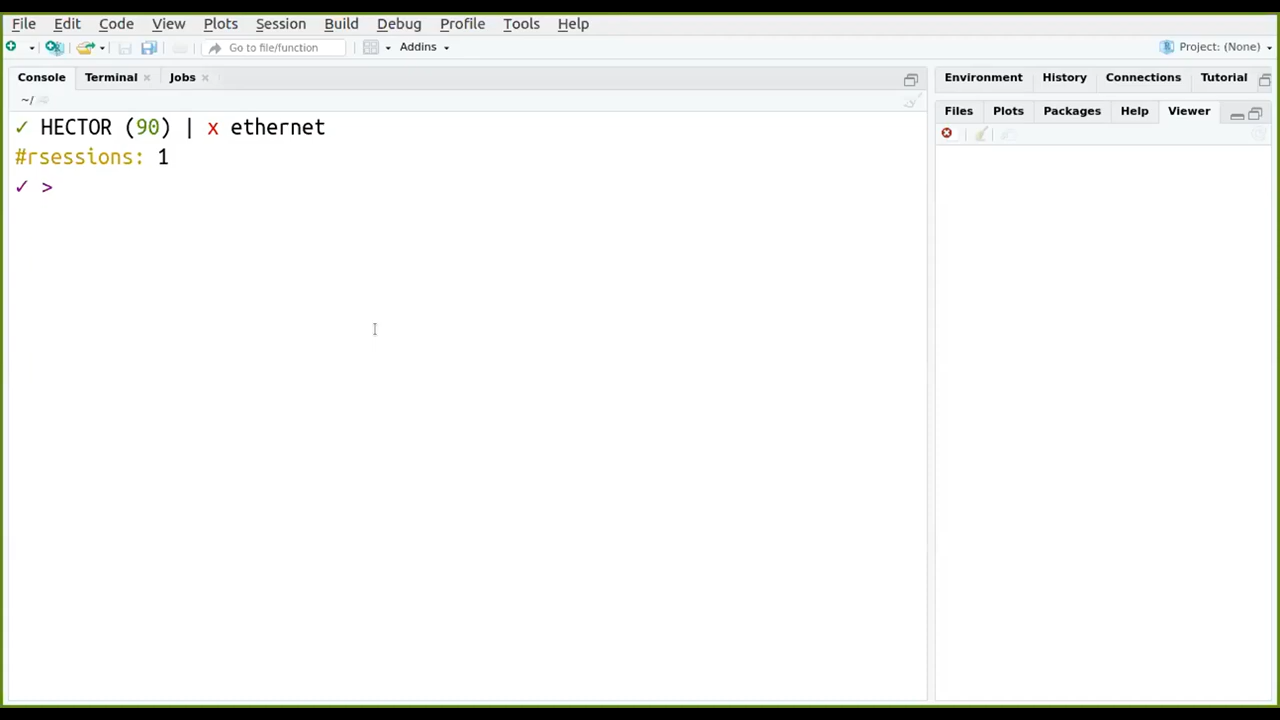 File Edit Code View Plots Session Build Debug Profile Tools Help
Go to file/function Addins Project: (None)
Console Terminal Jobs
Environment History Connections Tutorial
~/
Files Plots Packages Help Viewer
✓ HECTOR (90) | x ethernet
#rsessions: 1
✓ >